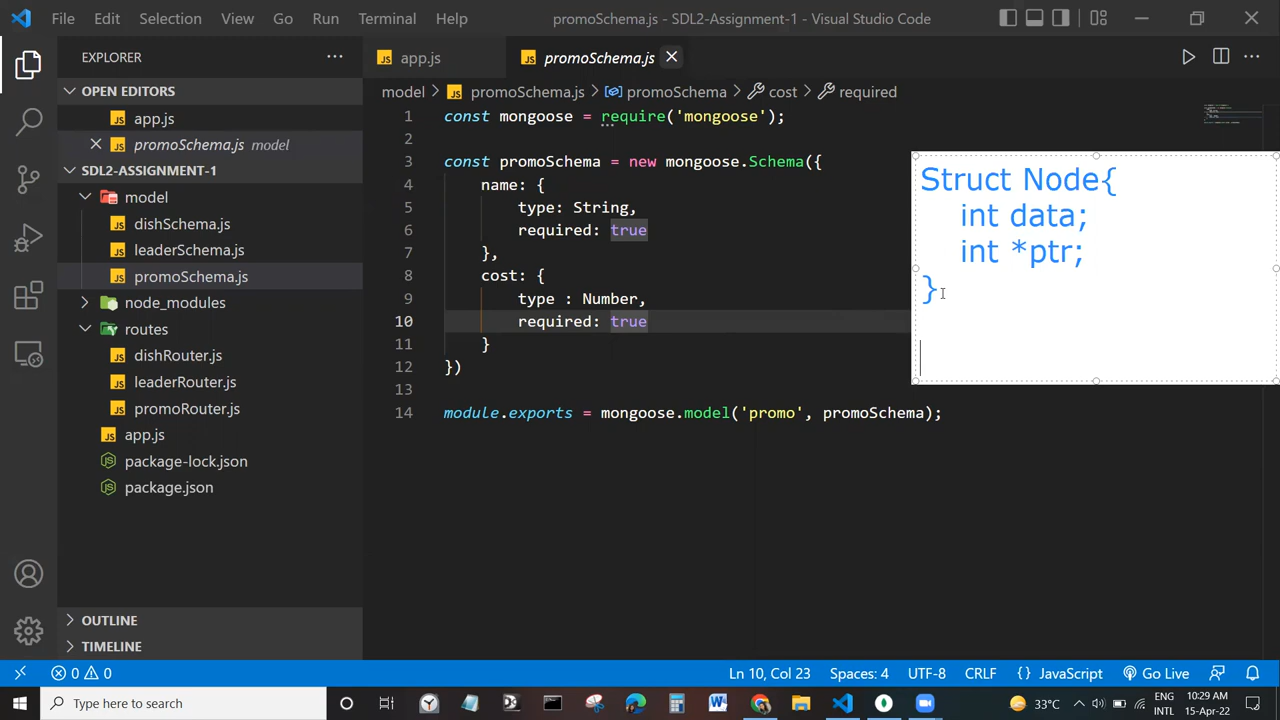 File Edit Selection View Go Run Terminal Help
promoSchema.js - SDL2-Assignment-1 - Visual Studio Code
EXPLORER
OPEN EDITORS
app.js
promoSchema.js model
SDL2-ASSIGNMENT-1
model
dishSchema.js
leaderSchema.js
promoSchema.js
node_modules
routes
dishRouter.js
leaderRouter.js
promoRouter.js
app.js
package-lock.json
package.json
OUTLINE
TIMELINE
app.js
promoSchema.js
model > promoSchema.js > promoSchema > cost > required
1 const mongoose = require('mongoose');
2
3 const promoSchema = new mongoose.Schema({
4 name: {
5 type: String,
6 required: true
7 },
8 cost: {
9 type : Number,
10 required: true
11 }
12 })
13
14 module.exports = mongoose.model('promo', promoSchema);
Struct Node{
int data;
int *ptr;
}
0 0
Ln 10, Col 23 Spaces: 4 UTF-8 CRLF {} JavaScript Go Live
Type here to search
33°C
ENG
INTL
10:29 AM
15-Apr-22